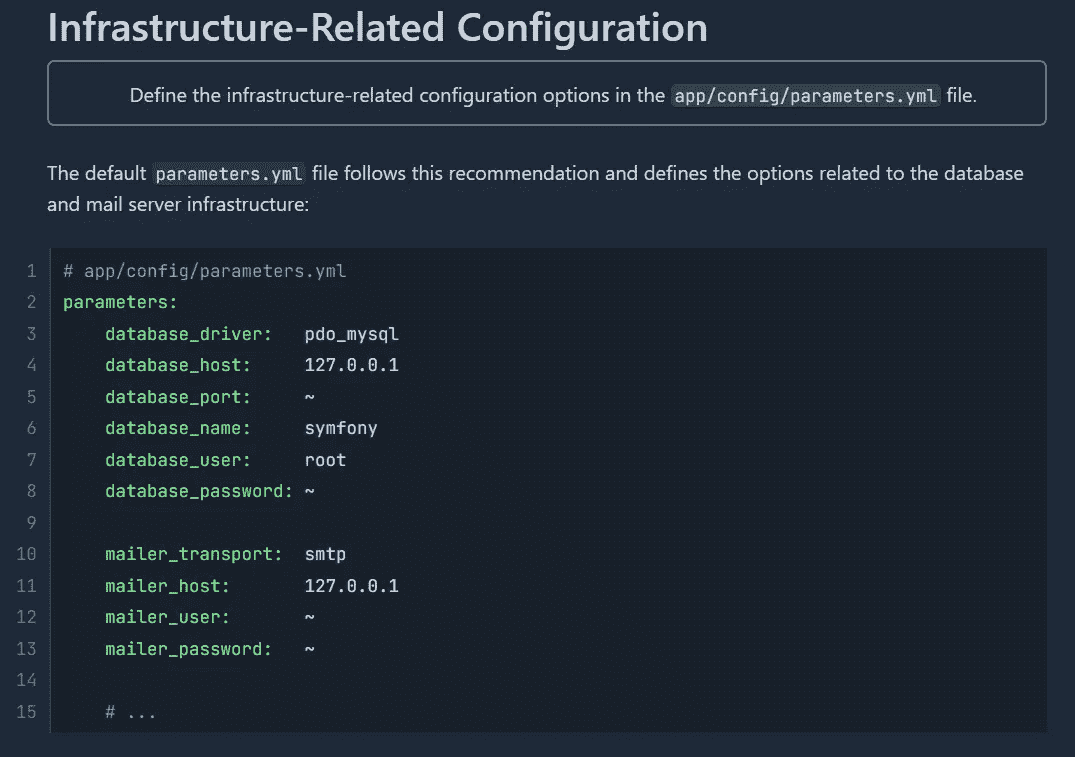 Infrastructure-Related Configuration
Define the infrastructure-related configuration options in the app/config/parameters.yml file.
The default parameters.yml file follows this recommendation and defines the options related to the database
and mail server infrastructure:
1 # app/config/parameters.yml
2 parameters:
3     database_driver:   pdo_mysql
4     database_host:     127.0.0.1
5     database_port:     ~
6     database_name:     symfony
7     database_user:     root
8     database_password: ~
9
10     mailer_transport:  smtp
11     mailer_host:       127.0.0.1
12     mailer_user:       ~
13     mailer_password:   ~
14
15     # ...